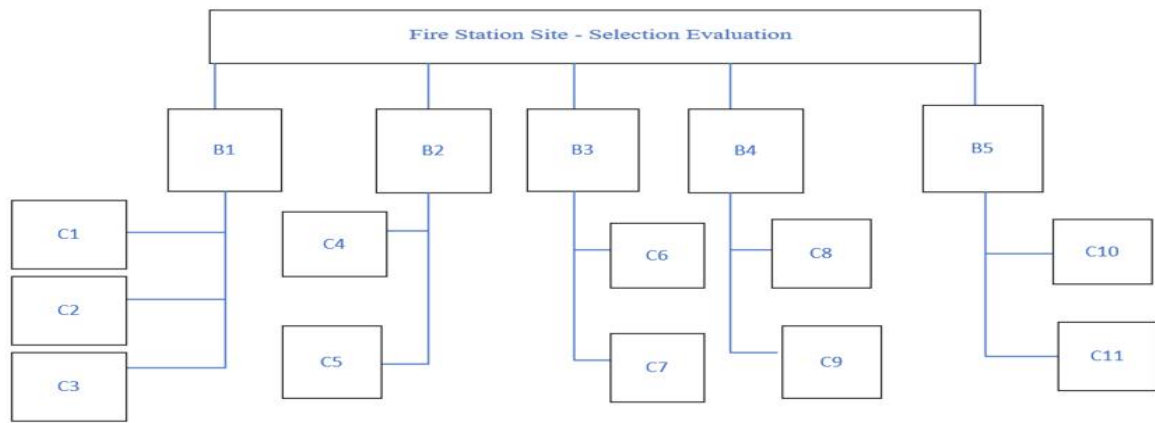 Fire Station Site - Selection Evaluation
B1
B2
B3
B4
B5
C1
C2
C3
C4
C5
C6
C7
C8
C9
C10
C11